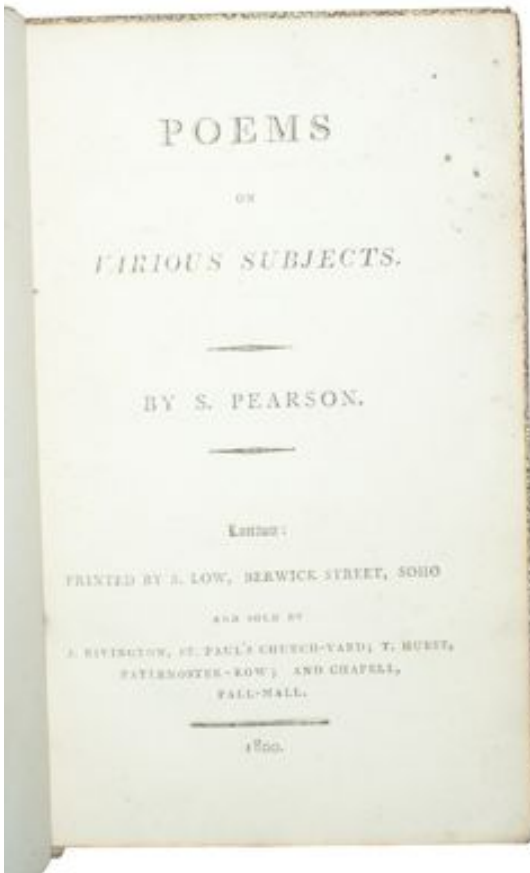 POEMS
ON
VARIOUS SUBJECTS.
BY S. PEARSON.
London:
PRINTED BY S. LOW, BERWICK STREET, SOHO
AND SOLD BY
J. RIVINGTON, ST. PAUL'S CHURCH-YARD; T. HURST,
PATERNOSTER-ROW; AND CHAPELL,
PALL-MALL.
1800.